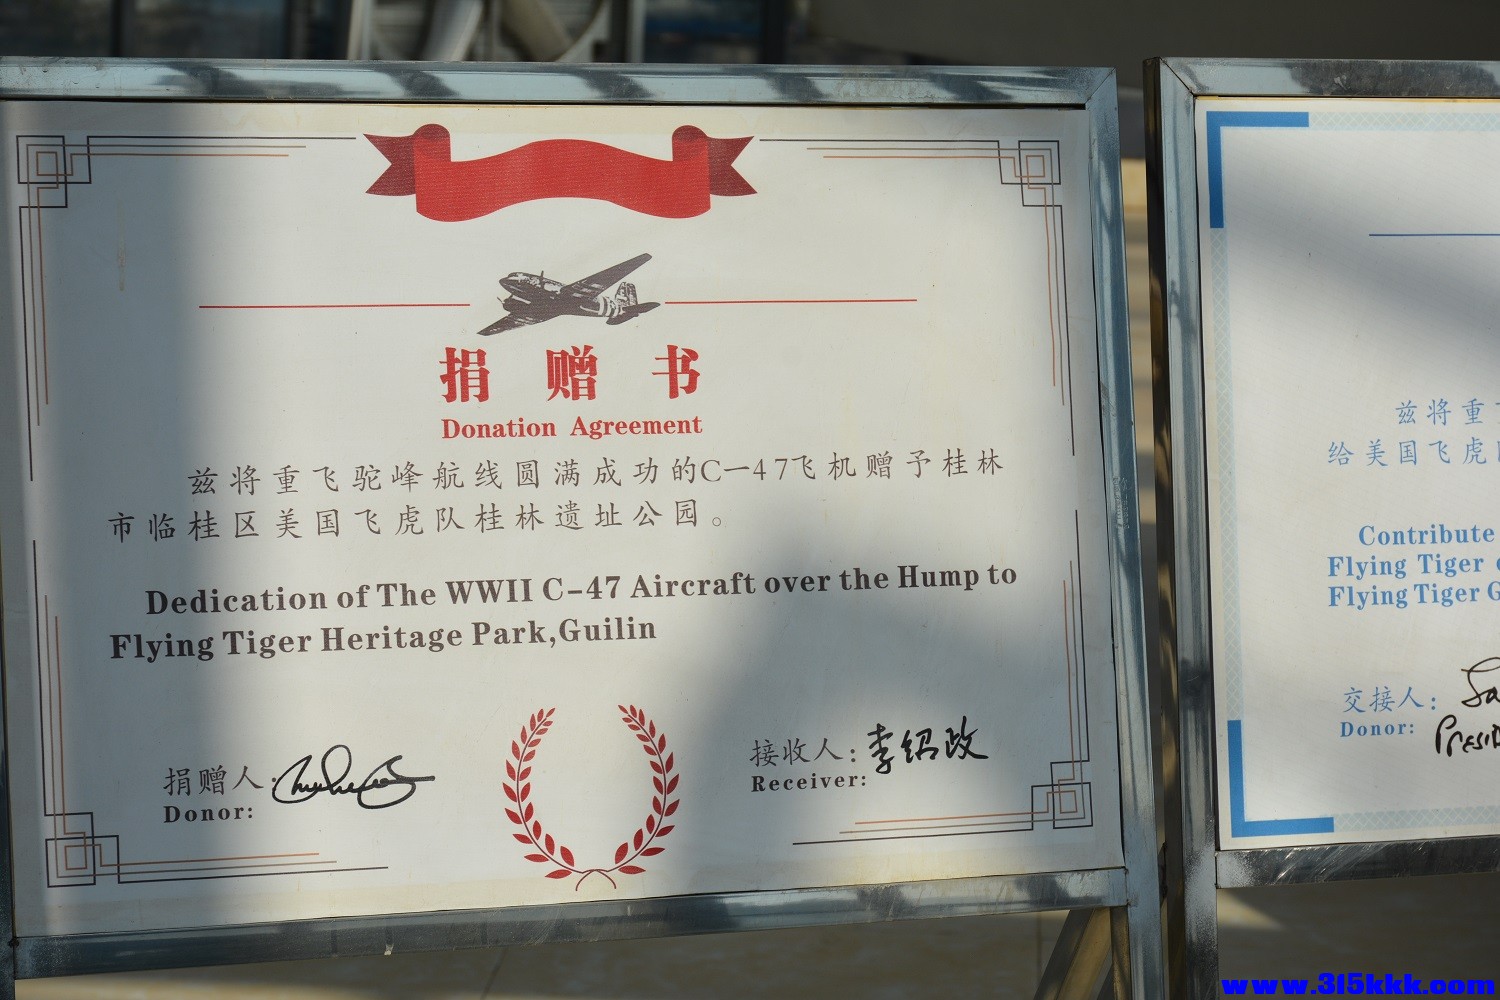 捐赠书
Donation Agreement
兹将重飞驼峰航线圆满成功的C—47飞机赠予桂林
市临桂区美国飞虎队桂林遗址公园。
Dedication of The WWII C-47 Aircraft over the Hump to
Flying Tiger Heritage Park,Guilin
捐赠人:
Donor:
接收人:李绍政
Receiver:
兹将重
给美国飞虎
Contribute
Flying Tiger
Flying Tiger G
交接人:
Donor:
www.315kkk.com